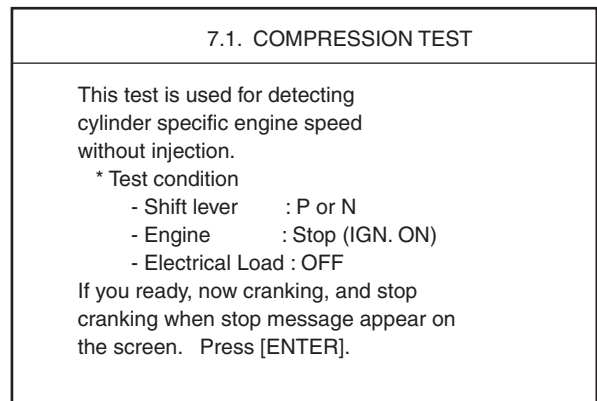 7.1. COMPRESSION TEST
This test is used for detecting
cylinder specific engine speed
without injection.
* Test condition
- Shift lever : P or N
- Engine : Stop (IGN. ON)
- Electrical Load : OFF
If you ready, now cranking, and stop
cranking when stop message appear on
the screen. Press [ENTER].